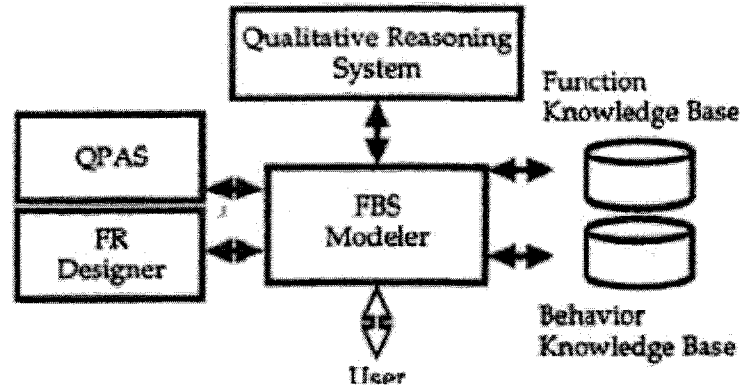 Qualitative Reasoning
System
Function
Knowledge Base
QPAS
FBS
Modeler
FR
Designer
Behavior
Knowledge Base
User